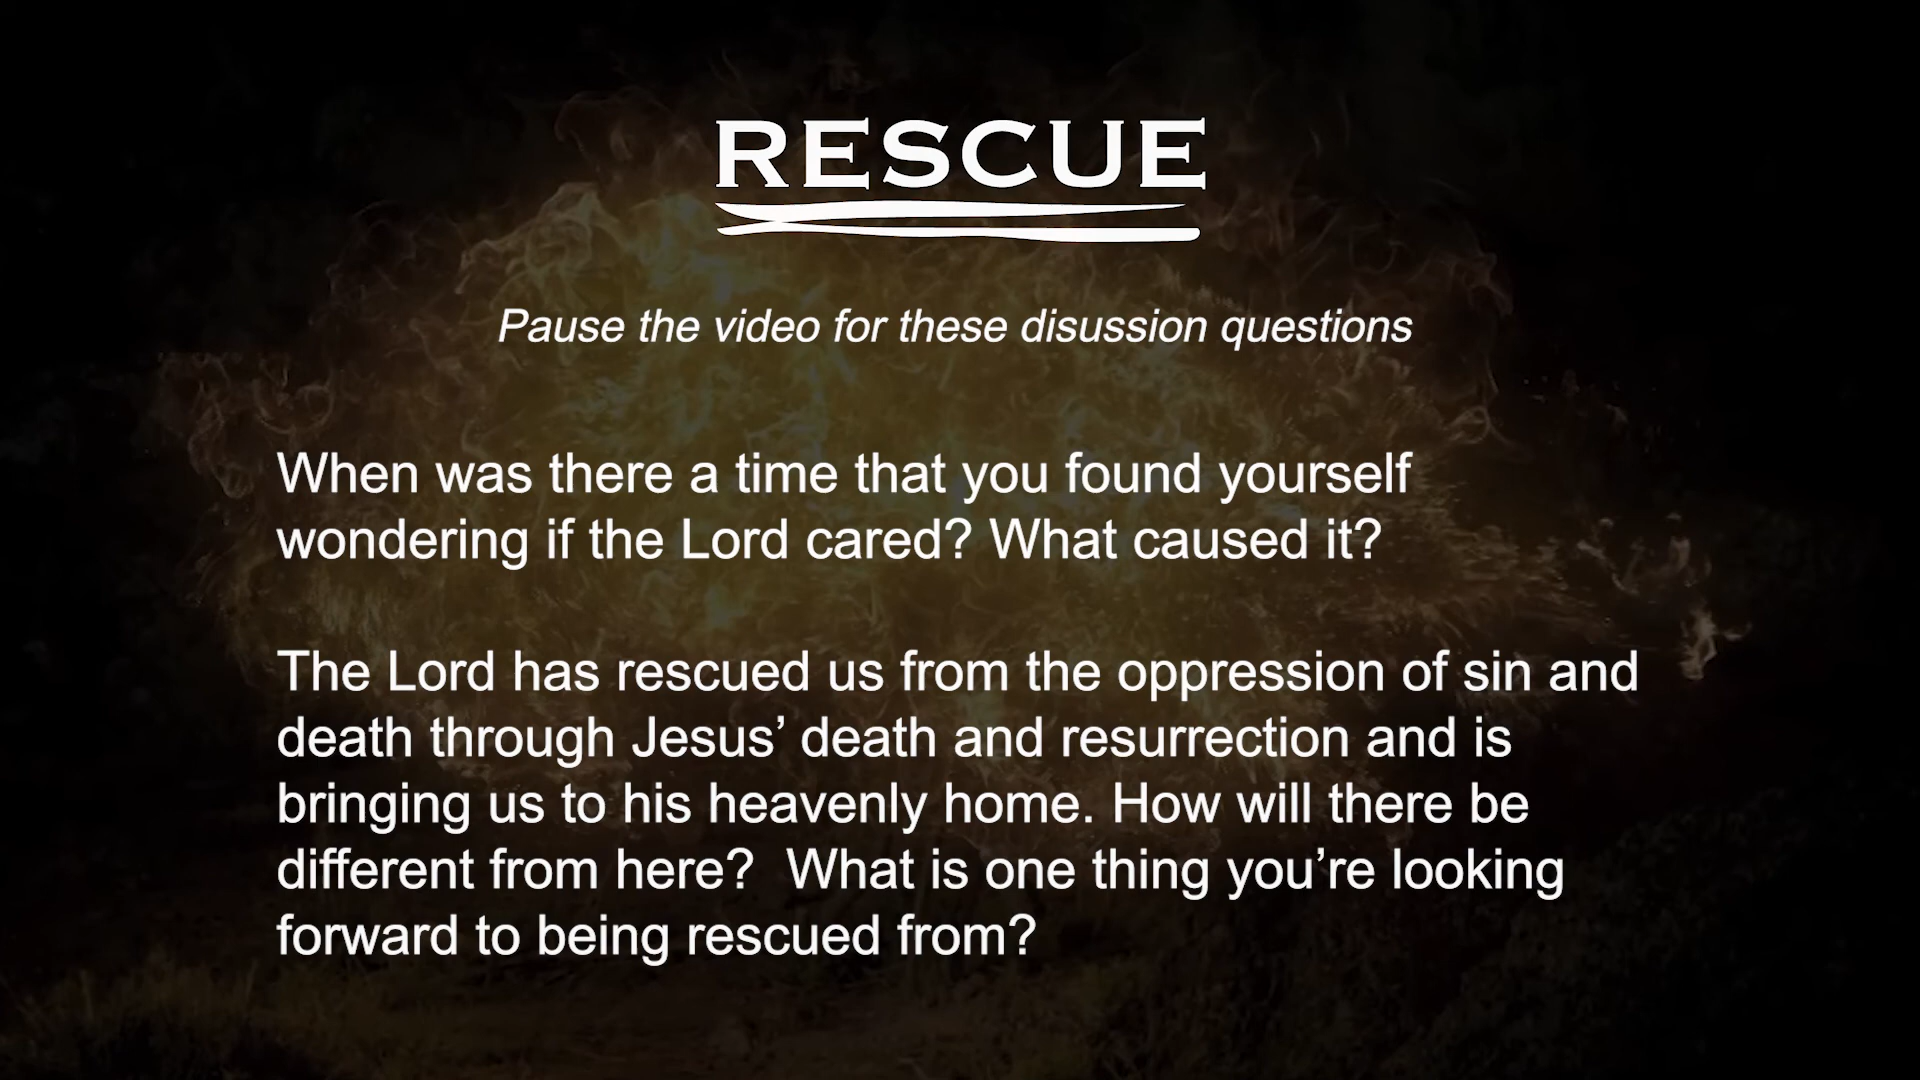 RESCUE
Pause the video for these disussion questions
When was there a time that you found yourself
wondering if the Lord cared? What caused it?
The Lord has rescued us from the oppression of sin and
death through Jesus’ death and resurrection and is
bringing us to his heavenly home. How will there be
different from here?  What is one thing you’re looking
forward to being rescued from?